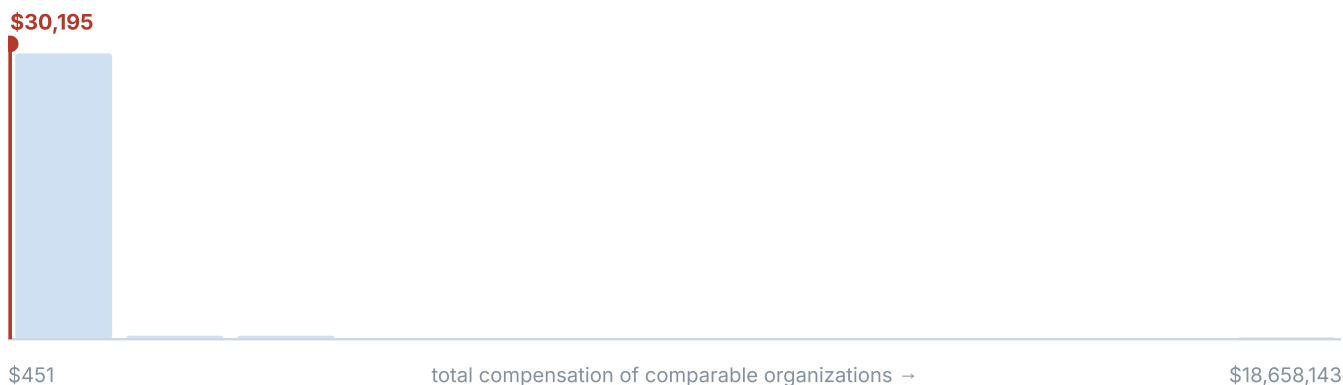 $30,195
$451 total compensation of comparable organizations → $18,658,143